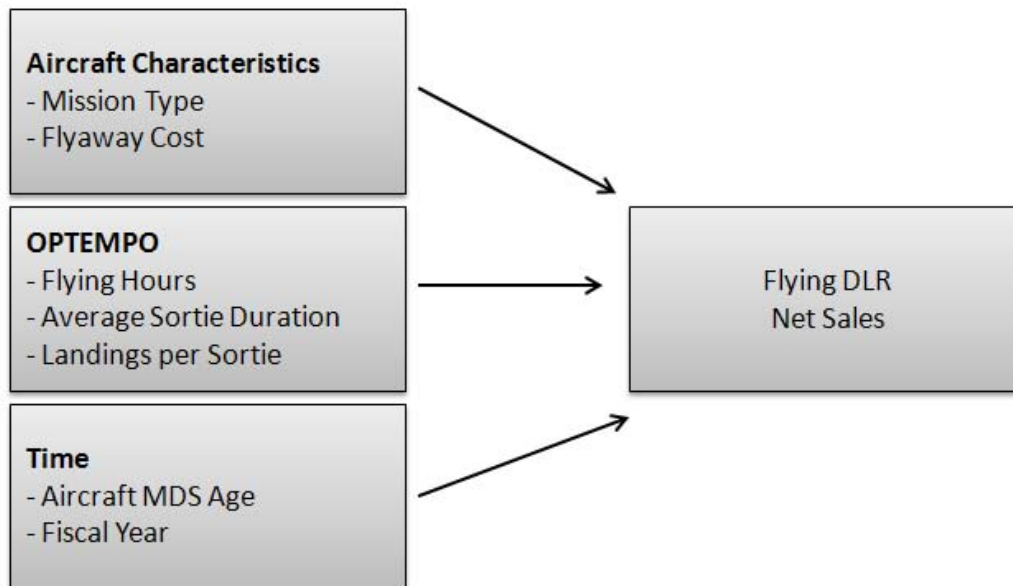 Aircraft Characteristics
- Mission Type
- Flyaway Cost
OPTEMPO
- Flying Hours
- Average Sortie Duration
- Landings per Sortie
Time
- Aircraft MDS Age
- Fiscal Year
Flying DLR
Net Sales